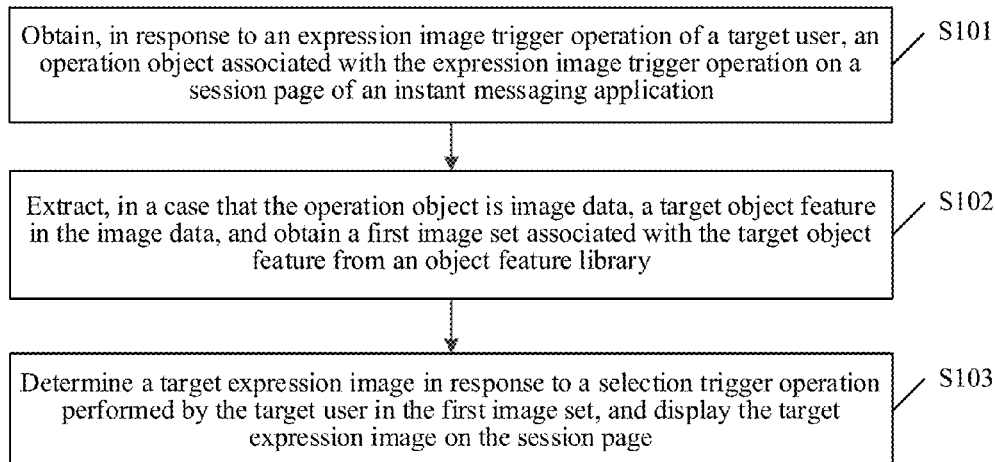 Obtain, in response to an expression image trigger operation of a target user, an
operation object associated with the expression image trigger operation on a
session page of an instant messaging application
S101
Extract, in a case that the operation object is image data, a target object feature
in the image data, and obtain a first image set associated with the target object
feature from an object feature library
S102
Determine a target expression image in response to a selection trigger operation
performed by the target user in the first image set, and display the target
expression image on the session page
S103